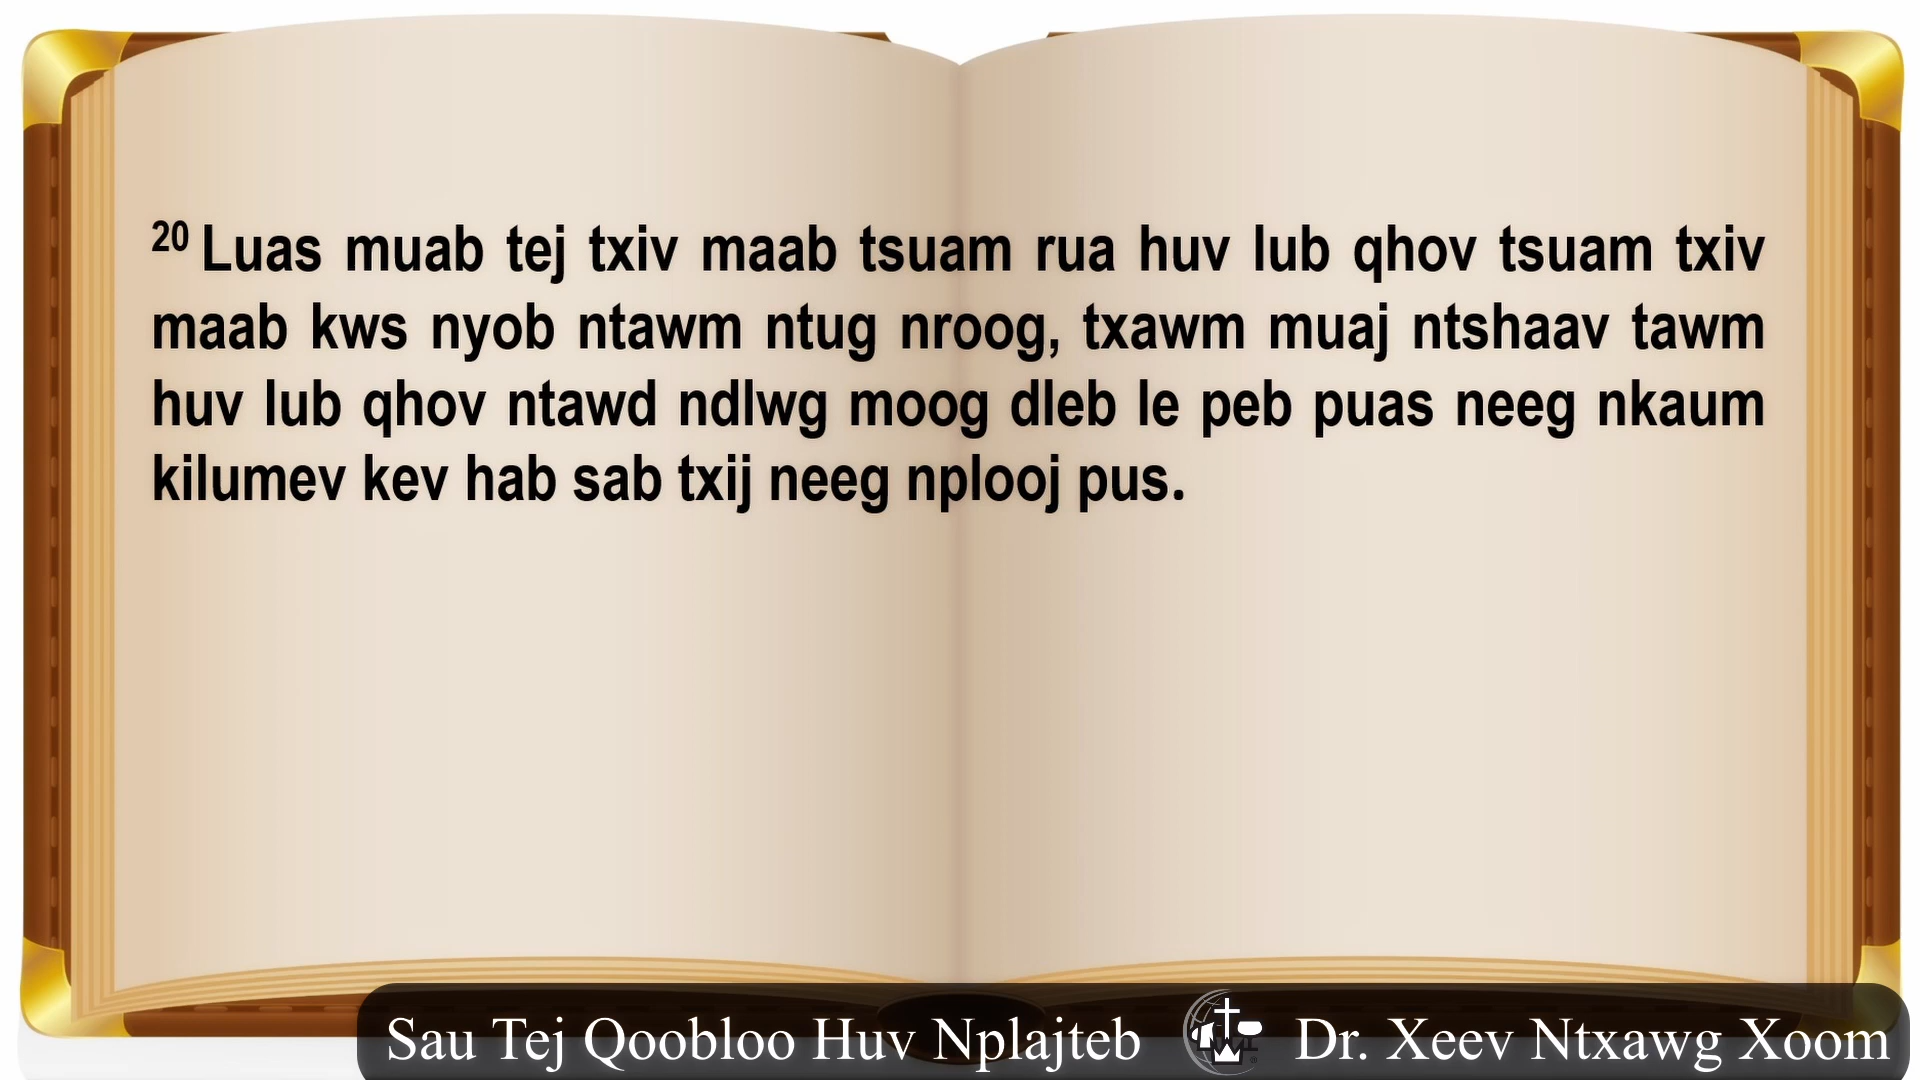 20 Luas muab tej txiv maab tsuam rua huv lub qhov tsuam txiv
maab kws nyob ntawm ntug nroog, txawm muaj ntshaav tawm
huv lub qhov ntawd ndlwg moog dleb le peb puas neeg nkaum
kilumev kev hab sab txij neeg nplooj pus.
Sau Tej Qoobloo Huv Nplajteb
Dr. Xeev Ntxawg Xoom